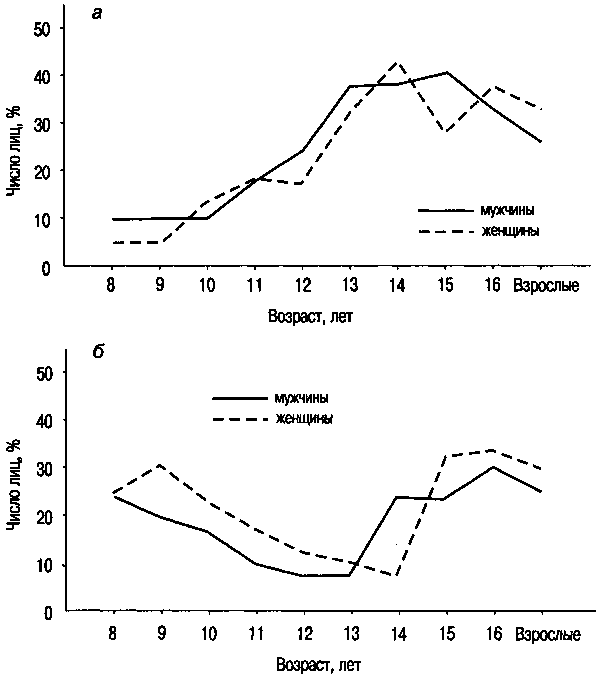 а
50
40
30
20
10
0
Число лиц, %
мужчины
женщины
8 9 10 11 12 13 14 15 16 Взрослые
Возраст, лет
б
50
40
30
20
10
0
Число лиц, %
мужчины
женщины
8 9 10 11 12 13 14 15 16 Взрослые
Возраст, лет